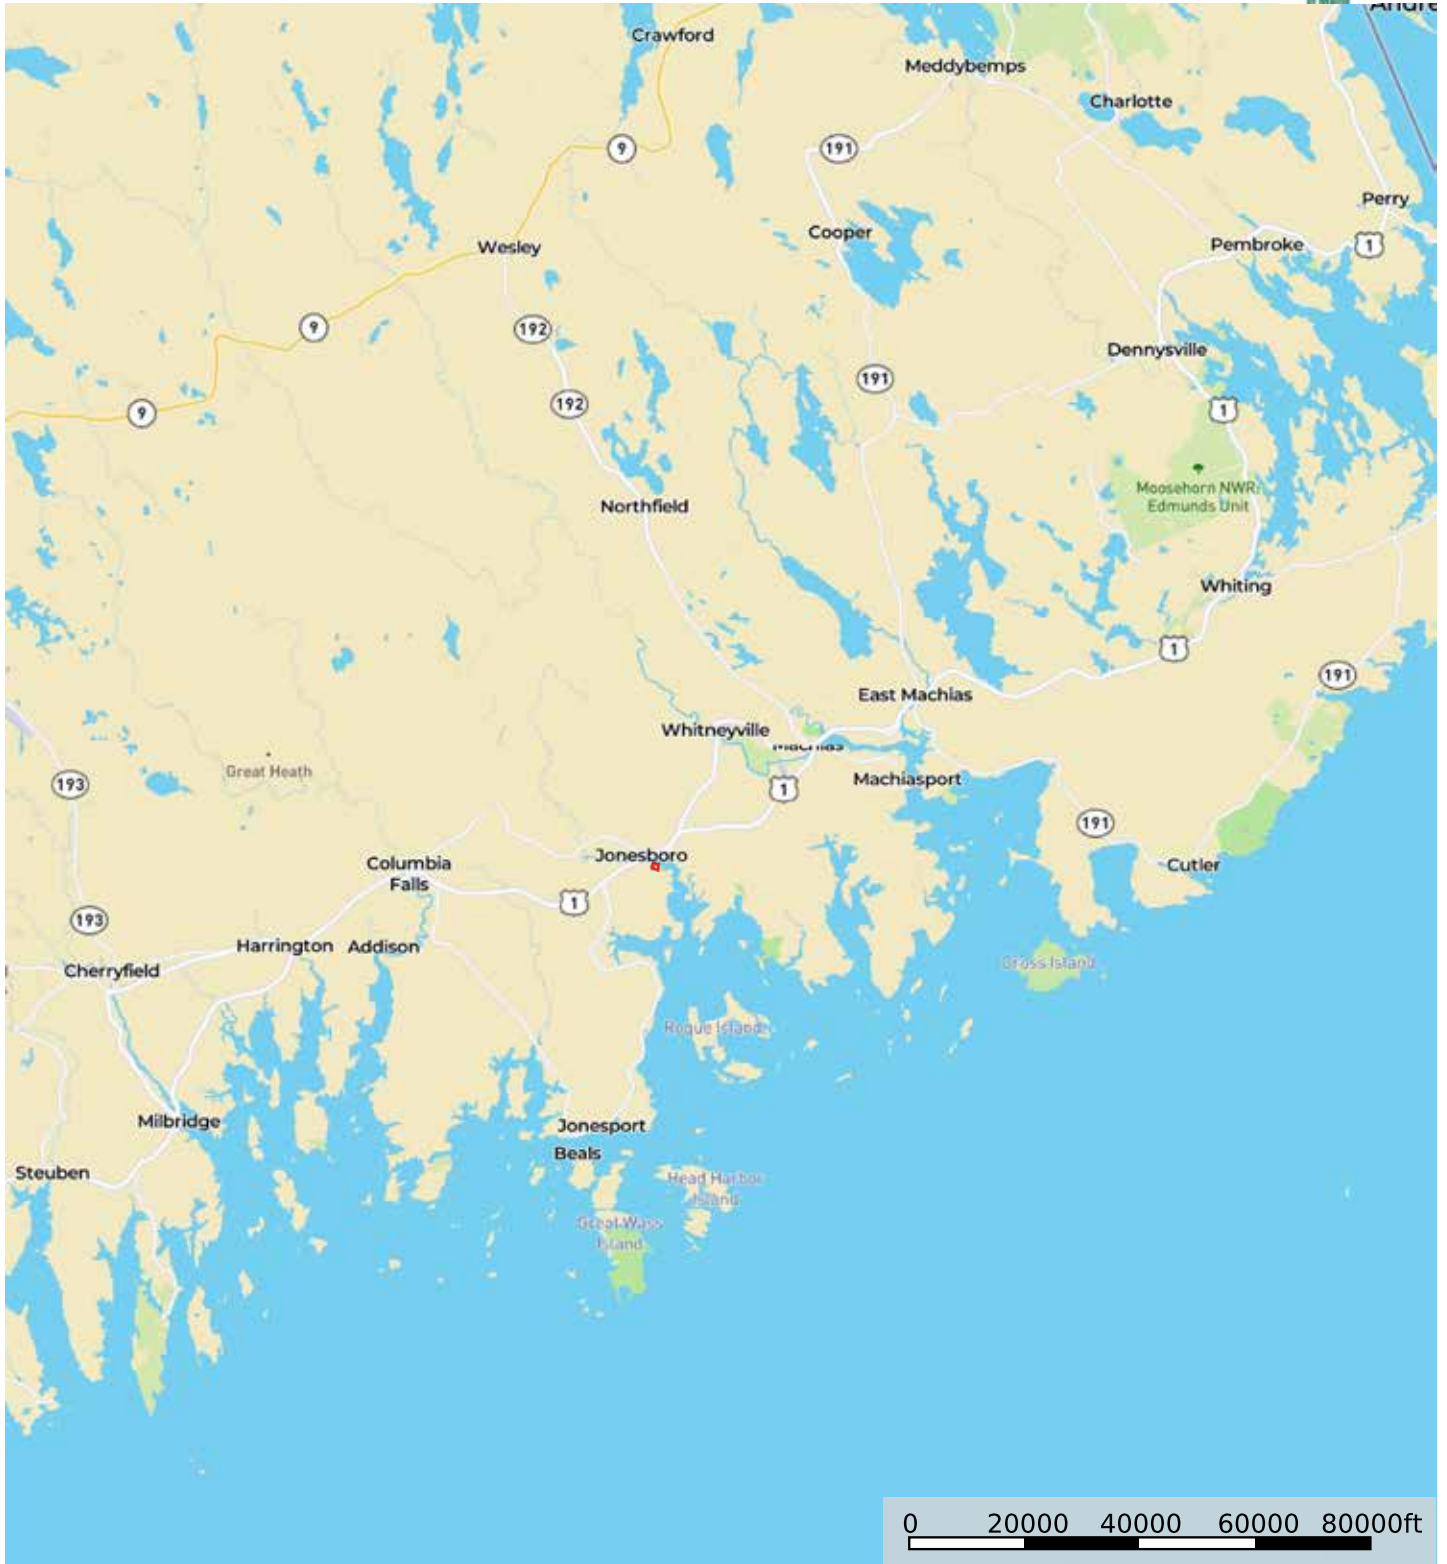 Crawford
Meddybemps
Charlotte
9
191
Perry
Cooper
Pembroke
1
Wesley
9
192
Dennysville
191
192
1
9
Moosehorn NWR:
Edmunds Unit
Northfield
Whiting
1
191
East Machias
Whitneyville
Machias
Great Heath
Machiasport
193
1
191
Jonesboro
Columbia
Falls
Cutler
1
193
Harrington
Addison
Cross Island
Cherryfield
Roque Island
Milbridge
Jonesport
Beals
Steuben
Head Harbor
Island
Great Wass
Island
0 20000 40000 60000 80000ft